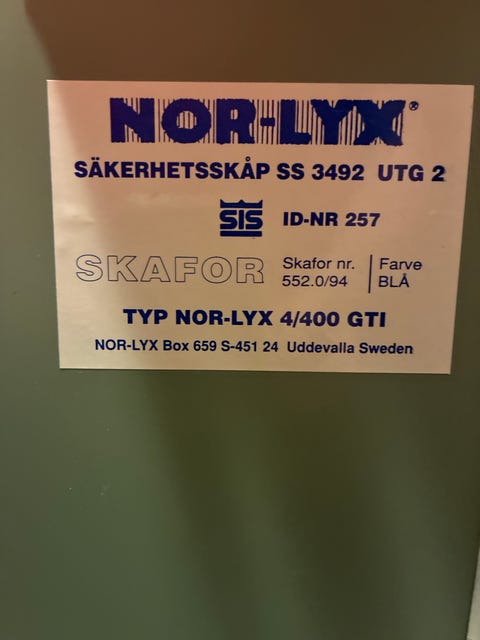 NOR-LYX®
SÄKERHETSSKÅP SS 3492 UTG 2
SIS ID-NR 257
SKAFOR Skafor nr. 552.0/94 Farve BLÅ
TYP NOR-LYX 4/400 GTI
NOR-LYX Box 659 S-451 24 Uddevalla Sweden